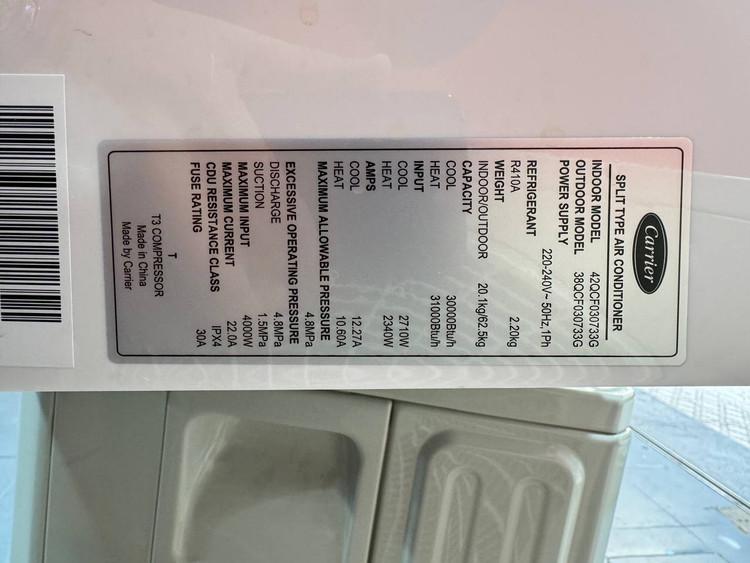 Carrier
SPLIT TYPE AIR CONDITIONER
INDOOR MODEL 42QCF030733G
OUTDOOR MODEL 38QCF030733G
POWER SUPPLY
220-240V~ 50Hz, 1Ph
REFRIGERANT
R410A 2.20kg
WEIGHT
INDOOR/OUTDOOR 20.1kg/62.5kg
CAPACITY
COOL 30000Btu/h
HEAT 31000Btu/h
INPUT
COOL 2710W
HEAT 2340W
AMPS
COOL 12.27A
HEAT 10.60A
MAXIMUM ALLOWABLE PRESSURE
4.8MPa
EXCESSIVE OPERATING PRESSURE
DISCHARGE 4.8MPa
SUCTION 1.5MPa
MAXIMUM INPUT 4000W
MAXIMUM CURRENT 22.0A
CDU RESISTANCE CLASS IPX4
FUSE RATING 30A
T
T3 COMPRESSOR
Made in China
Made by Carrier